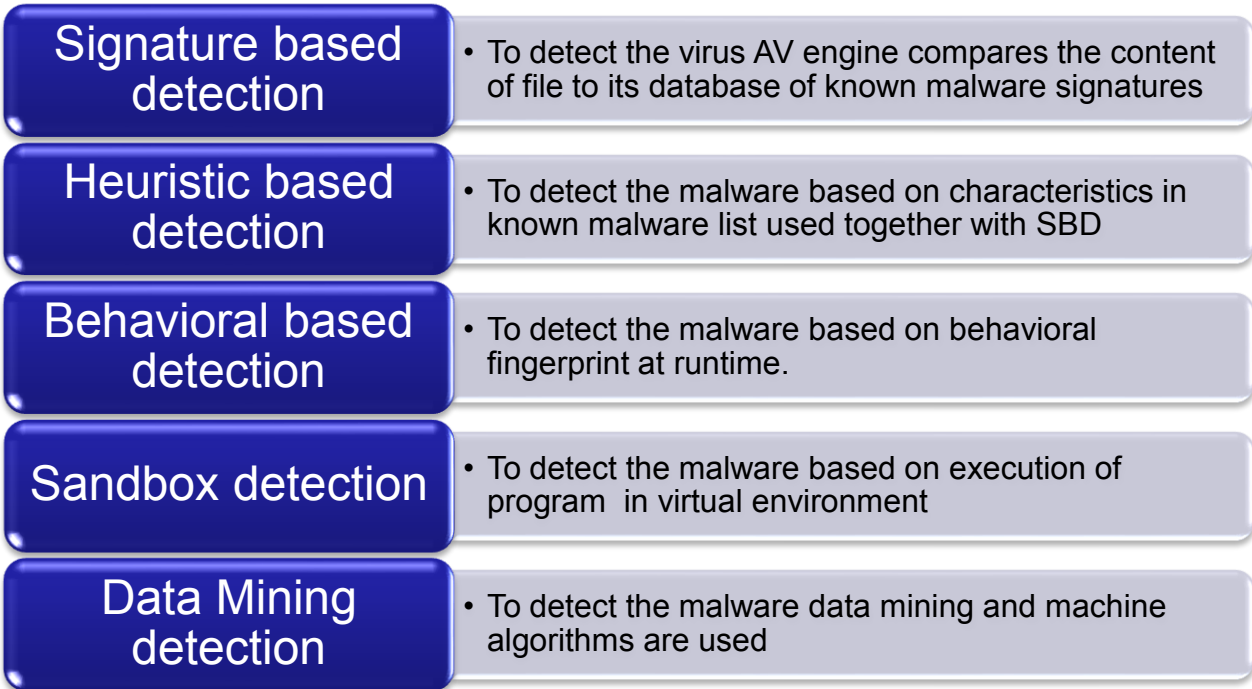 Signature based
detection
• To detect the virus AV engine compares the content
of file to its database of known malware signatures
Heuristic based
detection
• To detect the malware based on characteristics in
known malware list used together with SBD
Behavioral based
detection
• To detect the malware based on behavioral
fingerprint at runtime.
Sandbox detection
• To detect the malware based on execution of
program in virtual environment
Data Mining
detection
• To detect the malware data mining and machine
algorithms are used